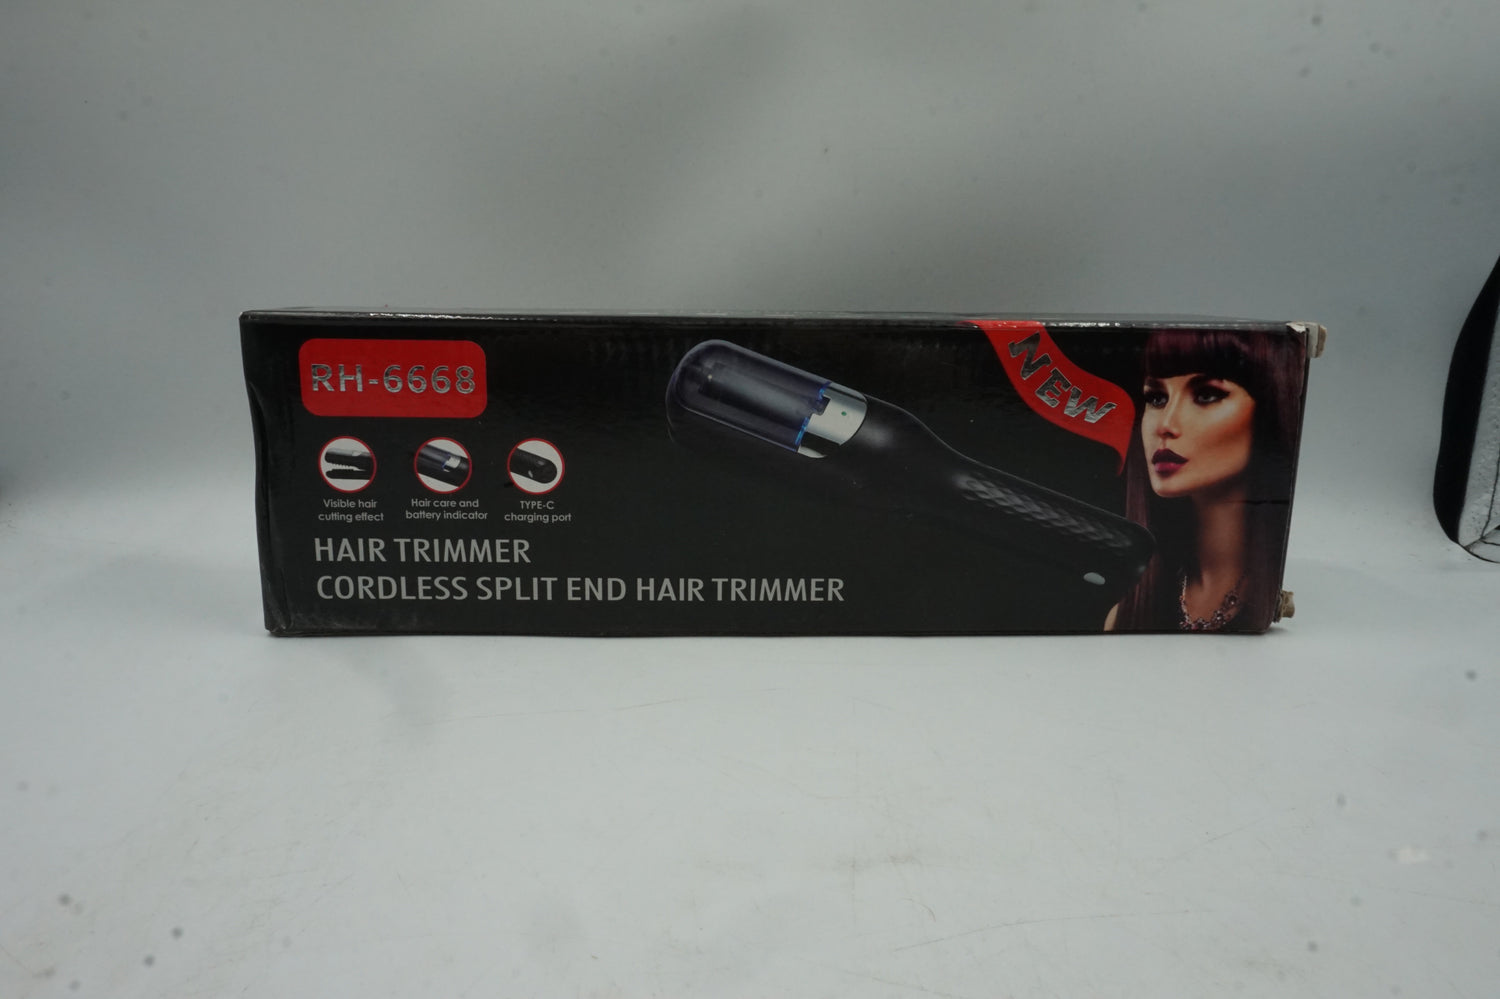 RH-6668
NEW
Visible hair
cutting effect
Hair care and
battery indicator
TYPE-C
charging port
HAIR TRIMMER
CORDLESS SPLIT END HAIR TRIMMER